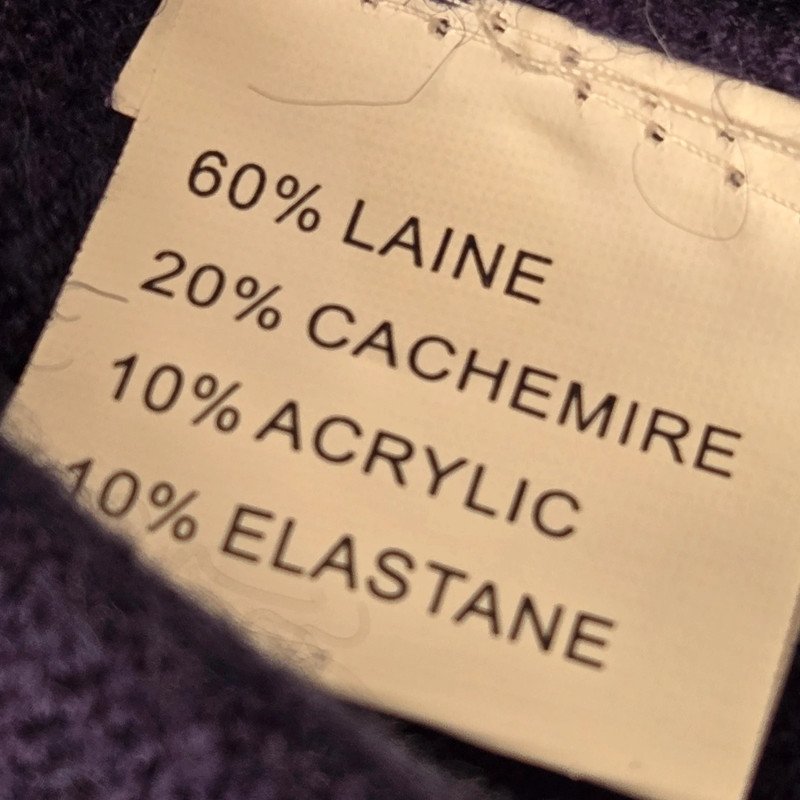 60% LAINE
20% CACHEMIRE
10% ACRYLIC
10% ELASTANE